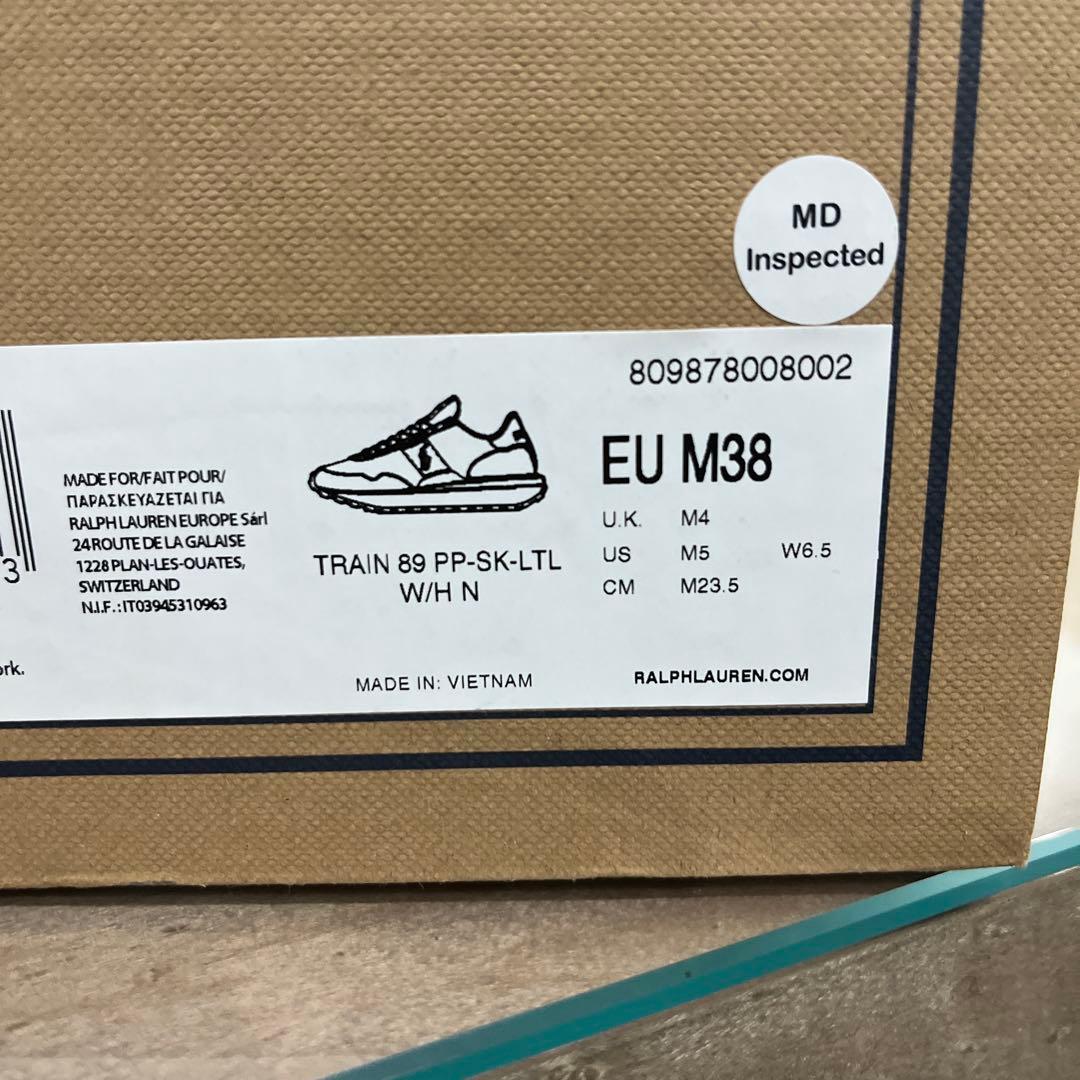 MD
Inspected
809878008002
EU M38
U.K. M4
US M5 W6.5
CM M23.5
RALPHLAUREN.COM
TRAIN 89 PP-SK-LTL
W/H N
MADE IN: VIETNAM
MADE FOR/FAIT POUR/
ΠΑΡΑΣΚΕΥΑΖΕΤΑΙ ΓΙΑ
RALPH LAUREN EUROPE Sárl
24 ROUTE DE LA GALAISE
1228 PLAN-LES-OUATES,
SWITZERLAND
N.I.F.:IT03945310963
3